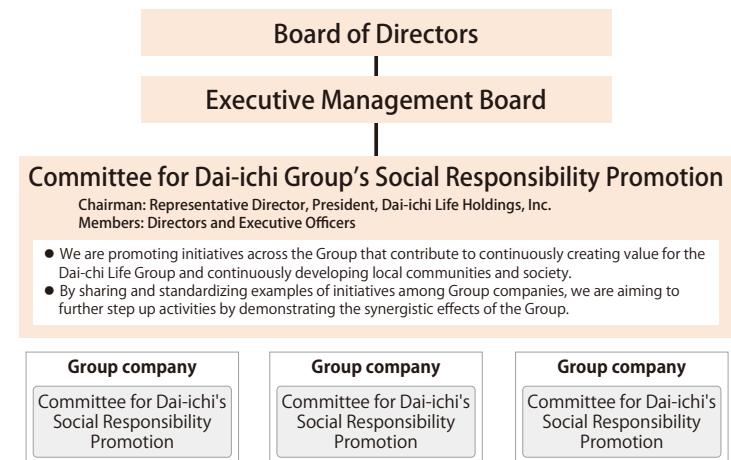 Board of Directors
Executive Management Board
Committee for Dai-ichi Group’s Social Responsibility Promotion
Chairman: Representative Director, President, Dai-ichi Life Holdings, Inc.
Members: Directors and Executive Officers
● We are promoting initiatives across the Group that contribute to continuously creating value for the
Dai-chi Life Group and continuously developing local communities and society.
● By sharing and standardizing examples of initiatives among Group companies, we are aiming to
further step up activities by demonstrating the synergistic effects of the Group.
Group company
Committee for Dai-ichi's
Social Responsibility
Promotion
Group company
Committee for Dai-ichi's
Social Responsibility
Promotion
Group company
Committee for Dai-ichi's
Social Responsibility
Promotion